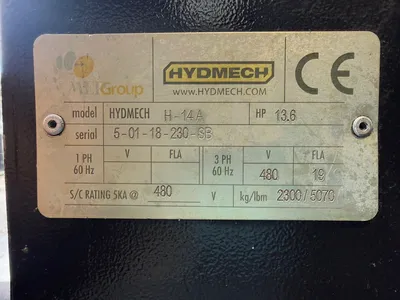 MEPGroup
HYDMECH
WWW.HYDMECH.COM
CE
model HYDMECH H-14A HP 13.6
serial 5-01-18-230-SB
1 PH 60 Hz V FLA 3 PH 60 Hz V FLA
480 19
S/C RATING 5KA @ 480 V kg/lbm 2300/5070